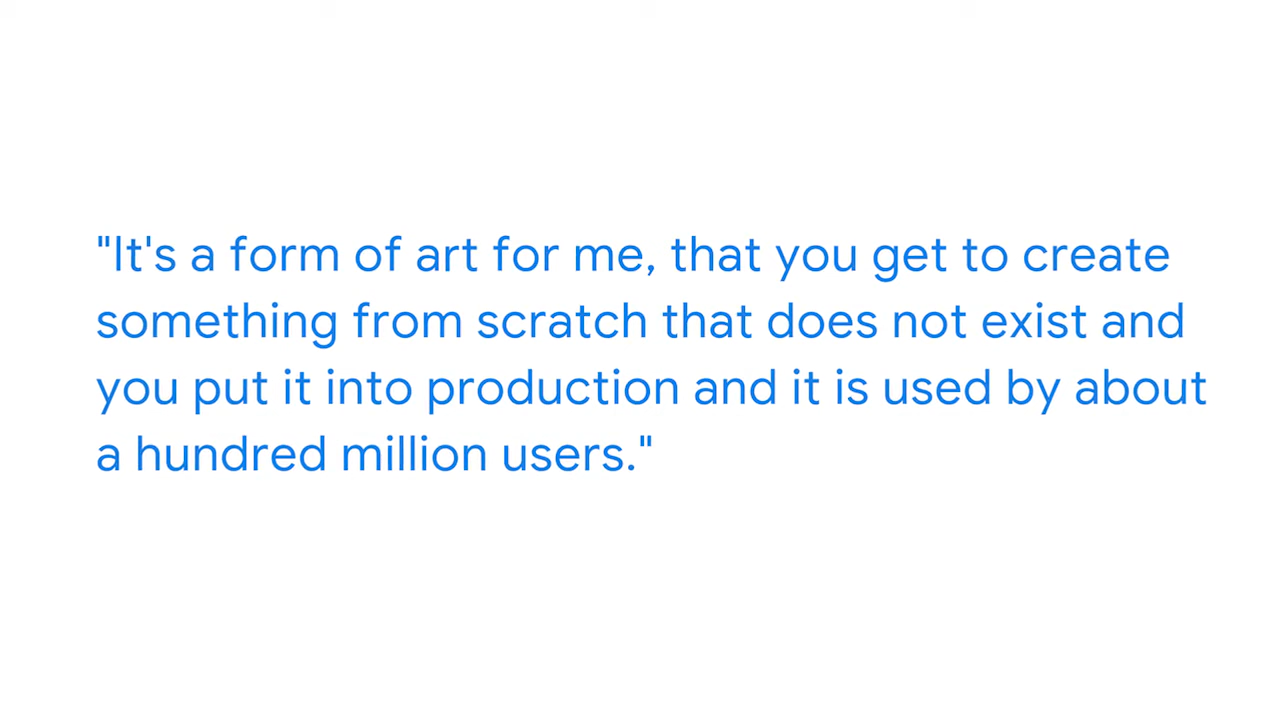 "It's a form of art for me, that you get to create
something from scratch that does not exist and
you put it into production and it is used by about
a hundred million users."